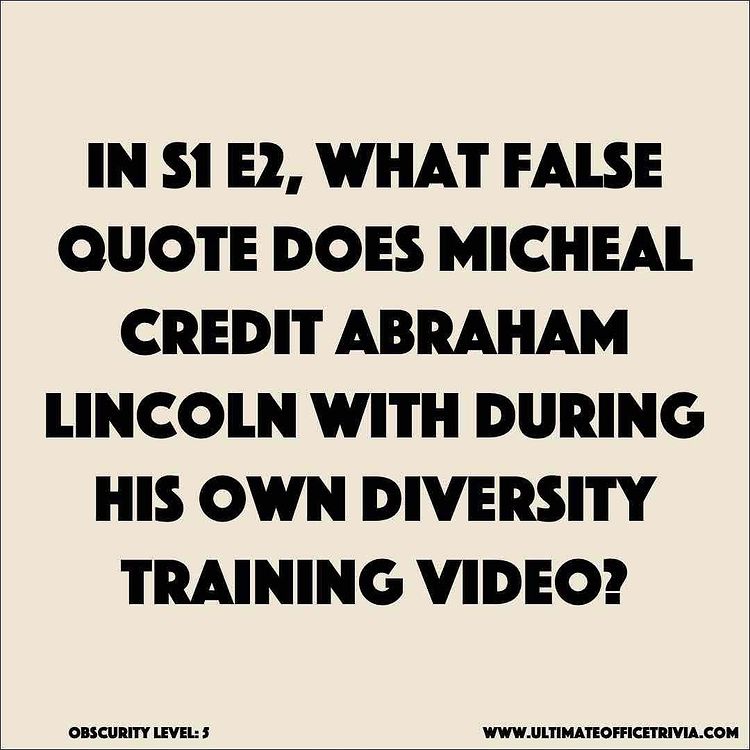 IN S1 E2, WHAT FALSE
QUOTE DOES MICHEAL
CREDIT ABRAHAM
LINCOLN WITH DURING
HIS OWN DIVERSITY
TRAINING VIDEO?
OBSCURITY LEVEL: 5
WWW.ULTIMATEOFFICETRIVIA.COM